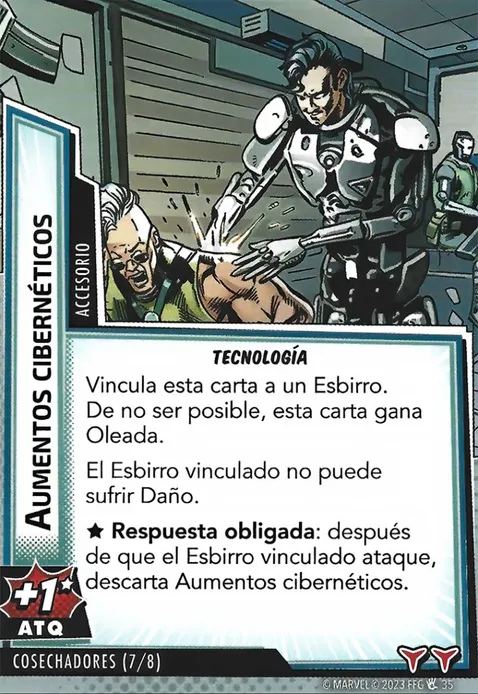 AUMENTOS CIBERNÉTICOS
ACCESORIO
TECNOLOGÍA
Vincula esta carta a un Esbirro.
De no ser posible, esta carta gana
Oleada.
El Esbirro vinculado no puede
sufrir Daño.
★ Respuesta obligada: después
de que el Esbirro vinculado ataque,
descarta Aumentos cibernéticos.
+1★
ATQ
COSECHADORES (7/8)
© MARVEL © 2023 FFG 35